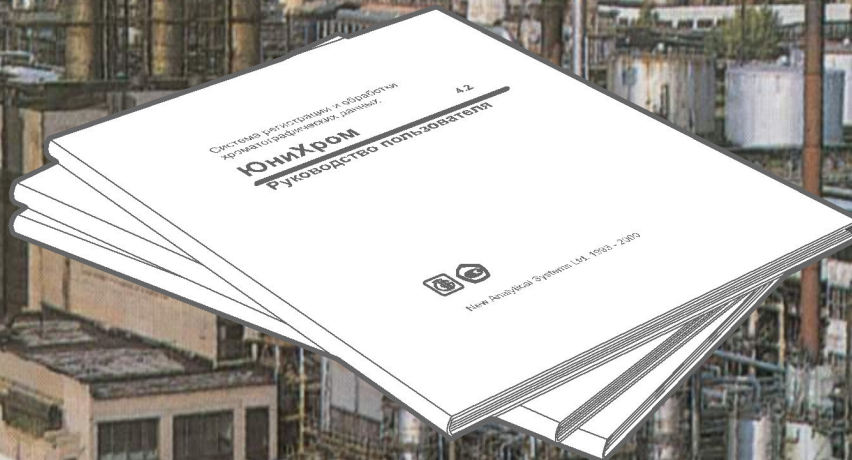 Система регистрации и обработки
хроматографических данных
4.2
ЮниХром
Руководство пользователя
New Analytical Systems Ltd. 1993 - 2000